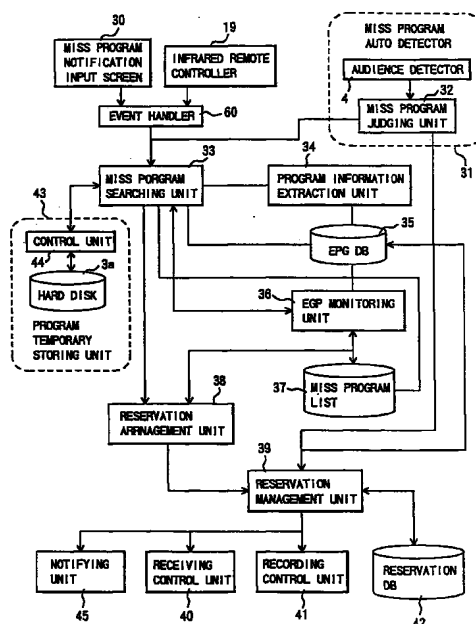 30
MISS PROGRAM
NOTIFICATION
INPUT SCREEN
19
INFRARED REMOTE
CONTROLLER
MISS PROGRAM
AUTO DETECTOR
AUDIENCE DETECTOR
4
32
MISS PROGRAM
JUDGING UNIT
31
EVENT HANDLER
60
33
MISS PORGRAM
SEARCHING UNIT
34
PROGRAM INFORMATION
EXTRACTION UNIT
35
EPG DB
43
CONTROL UNIT
44
3a
HARD DISK
PROGRAM
TEMPORARY
STORING UNIT
36
EGP MONITORING
UNIT
37
MISS PROGRAM
LIST
38
RESERVATION
ARRNAGEMENT UNIT
39
RESERVATION
MANAGEMENT UNIT
NOTIFYING
UNIT
45
RECEIVING
CONTROL UNIT
40
RECORDING
CONTROL UNIT
41
RESERVATION
DB
42